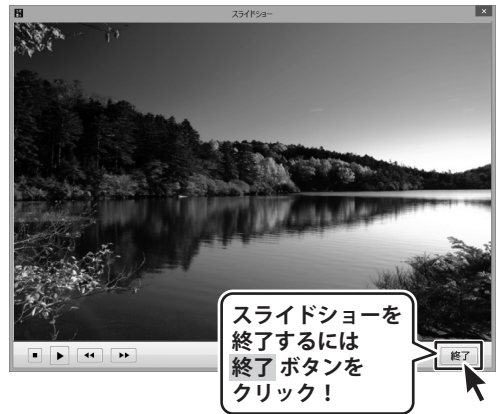 スライドショー
スライドショーを
終了するには
終了 ボタンを
クリック！
終了